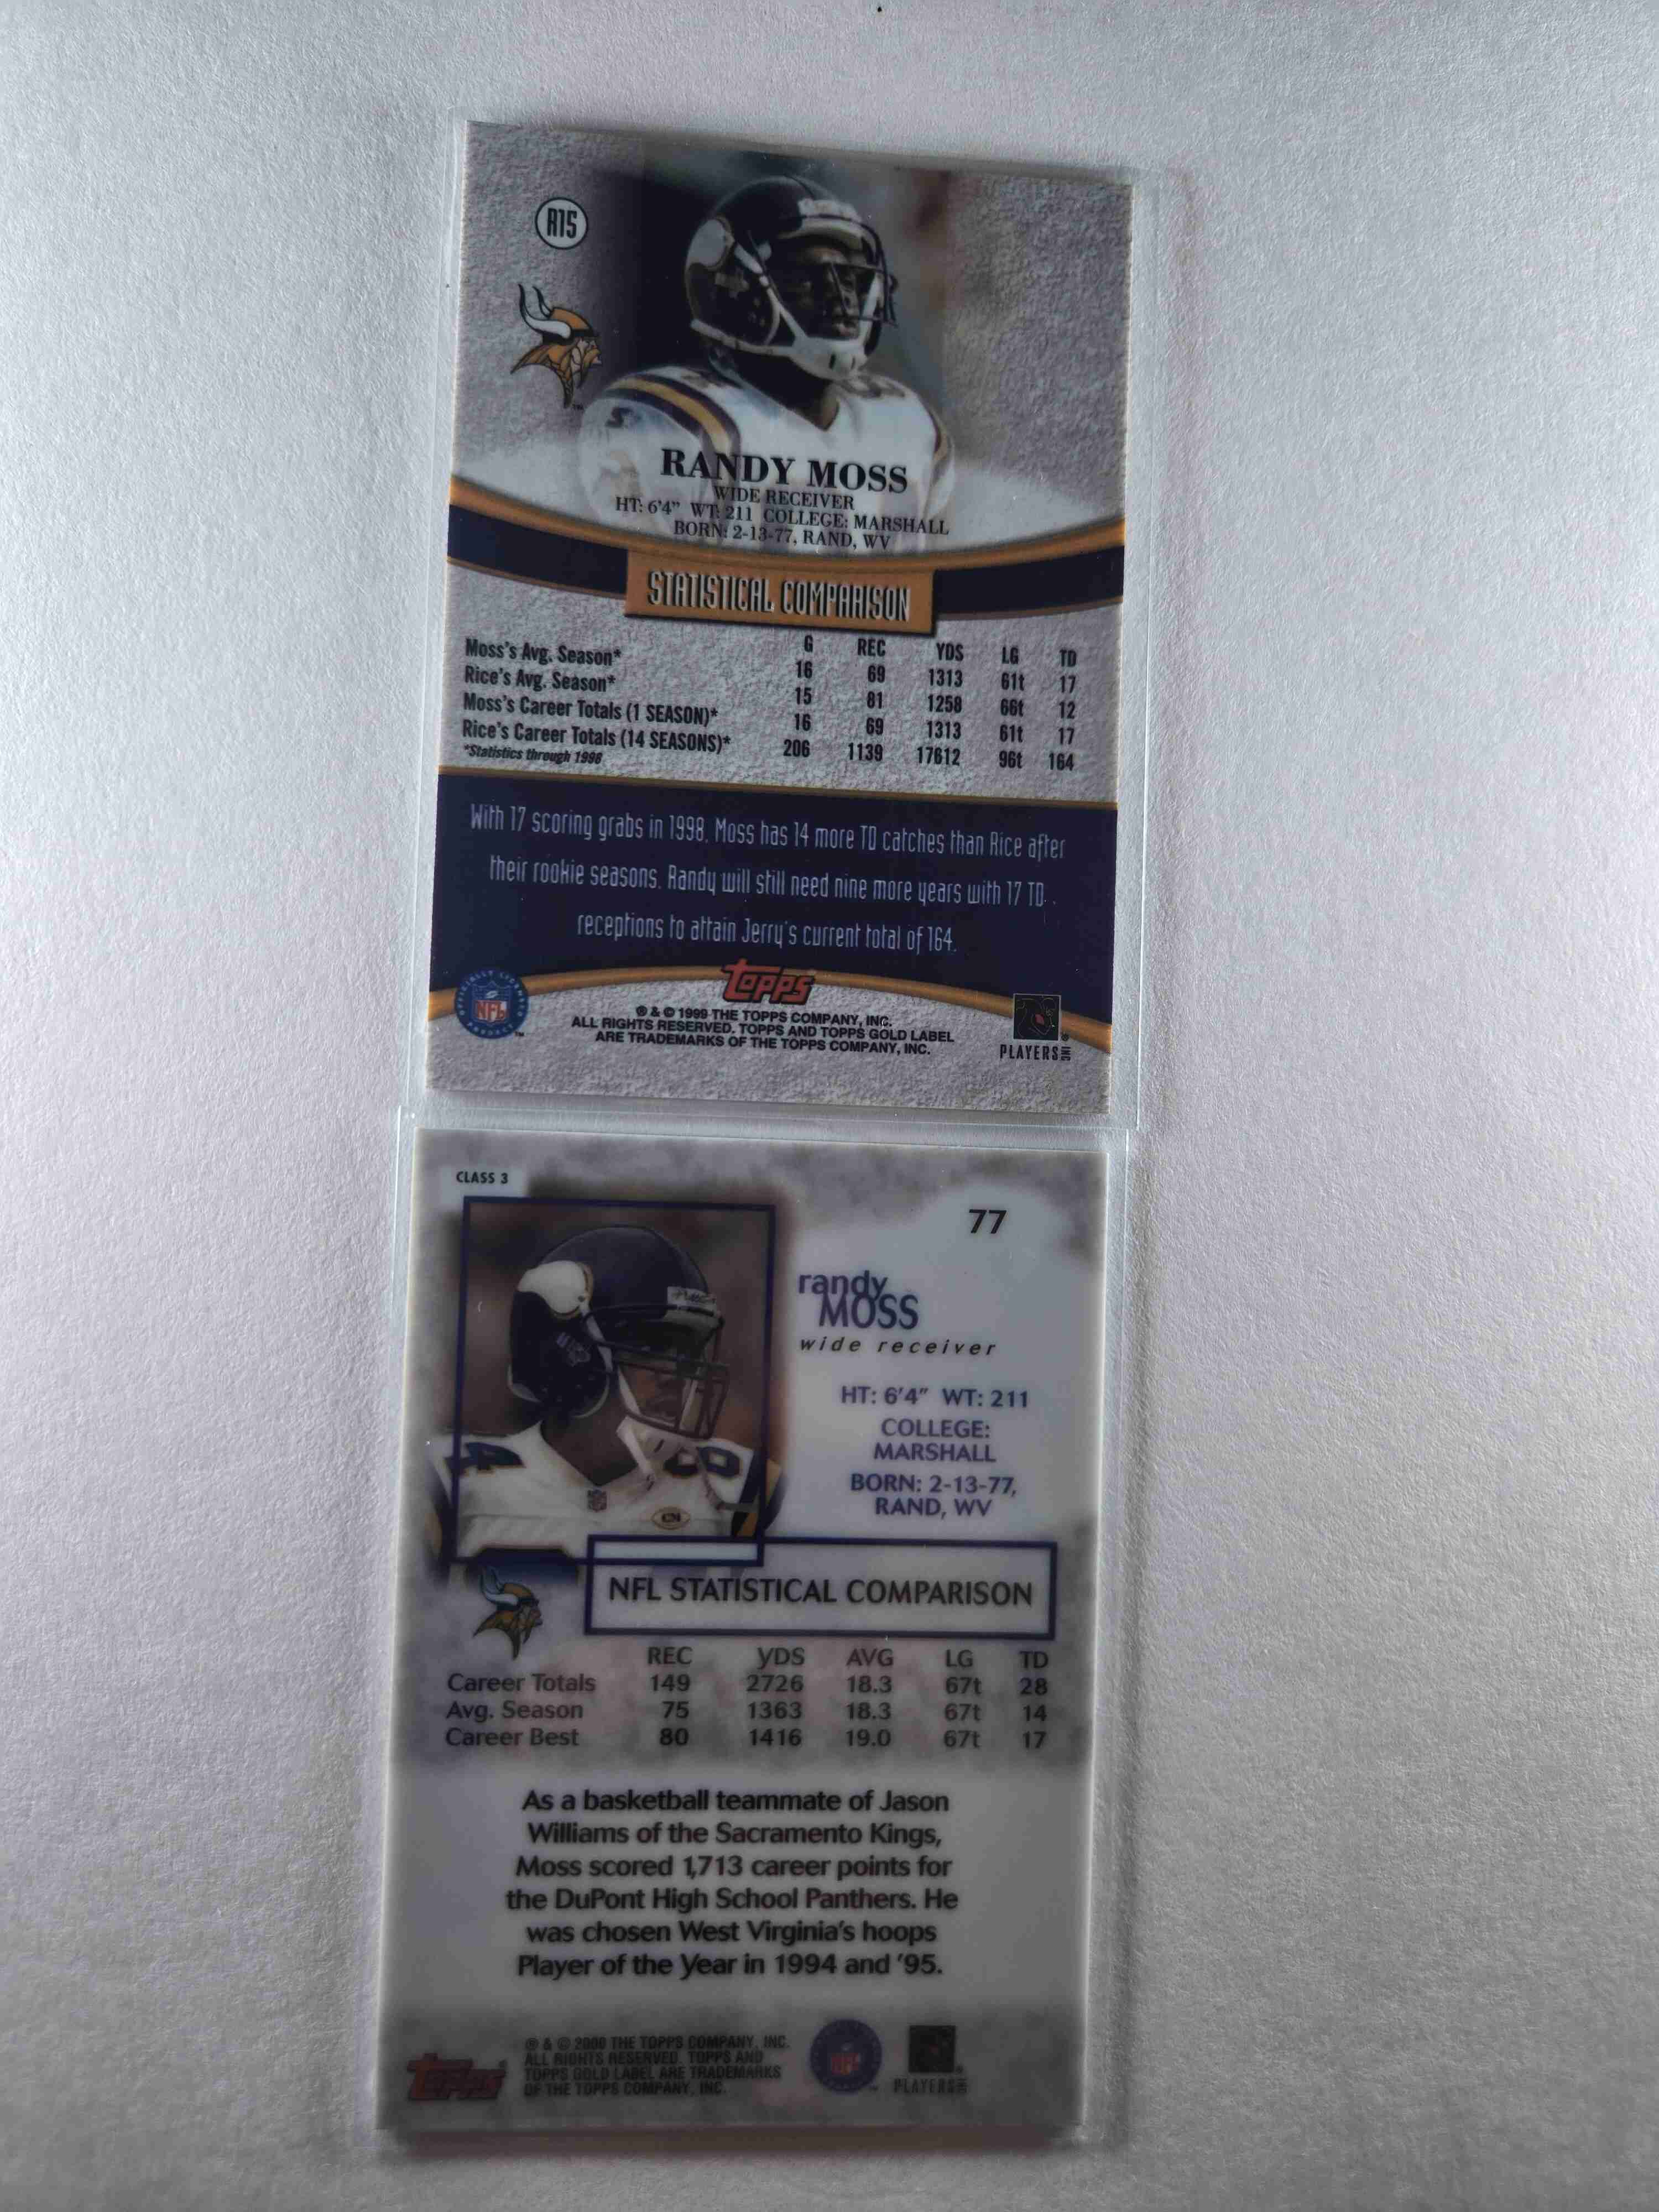 R15
RANDY MOSS
WIDE RECEIVER
HT: 6'4" WT: 211 COLLEGE: MARSHALL
BORN: 2-13-77, RAND, WV
STATISTICAL COMPARISON
G REC YDS LG TD
Moss's Avg. Season* 16 69 1313 61t 17
Rice's Avg. Season* 15 81 1258 66t 12
Moss's Career Totals (1 SEASON)* 16 69 1313 61t 17
Rice's Career Totals (14 SEASONS)* 206 1139 17612 96t 164
*Statistics through 1998
With 17 scoring grabs in 1998, Moss has 14 more TD catches than Rice after
their rookie seasons. Randy will still need nine more years with 17 TD
receptions to attain Jerry's current total of 164.
Topps
NFL
® & © 1999 THE TOPPS COMPANY, INC.
ALL RIGHTS RESERVED. TOPPS AND TOPPS GOLD LABEL
ARE TRADEMARKS OF THE TOPPS COMPANY, INC.
PLAYERS INC
CLASS 3
77
randy
MOSS
wide receiver
HT: 6'4" WT: 211
COLLEGE:
MARSHALL
BORN: 2-13-77,
RAND, WV
NFL STATISTICAL COMPARISON
REC YDS AVG LG TD
Career Totals 149 2726 18.3 67t 28
Avg. Season 75 1363 18.3 67t 14
Career Best 80 1416 19.0 67t 17
As a basketball teammate of Jason
Williams of the Sacramento Kings,
Moss scored 1,713 career points for
the DuPont High School Panthers. He
was chosen West Virginia's hoops
Player of the Year in 1994 and '95.
Topps
® & © 2000 THE TOPPS COMPANY, INC.
ALL RIGHTS RESERVED. TOPPS AND
TOPPS GOLD LABEL ARE TRADEMARKS
OF THE TOPPS COMPANY, INC.
NFL
PLAYERS INC